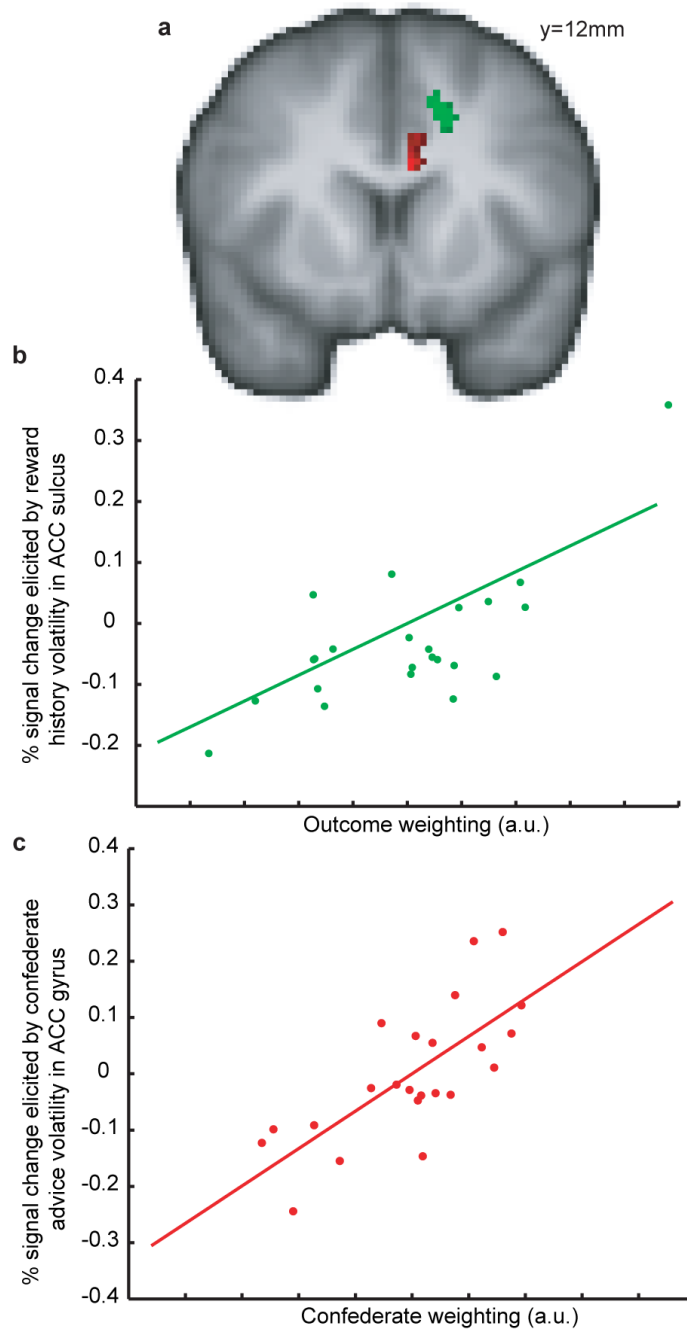 a
y=12mm
b
% signal change elicited by reward
history volatility in ACC sulcus
0.4
0.3
0.2
0.1
0
-0.1
-0.2
Outcome weighting (a.u.)
c
% signal change elicited by confederate
advice volatility in ACC gyrus
0.4
0.3
0.2
0.1
0
-0.1
-0.2
-0.3
-0.4
Confederate weighting (a.u.)